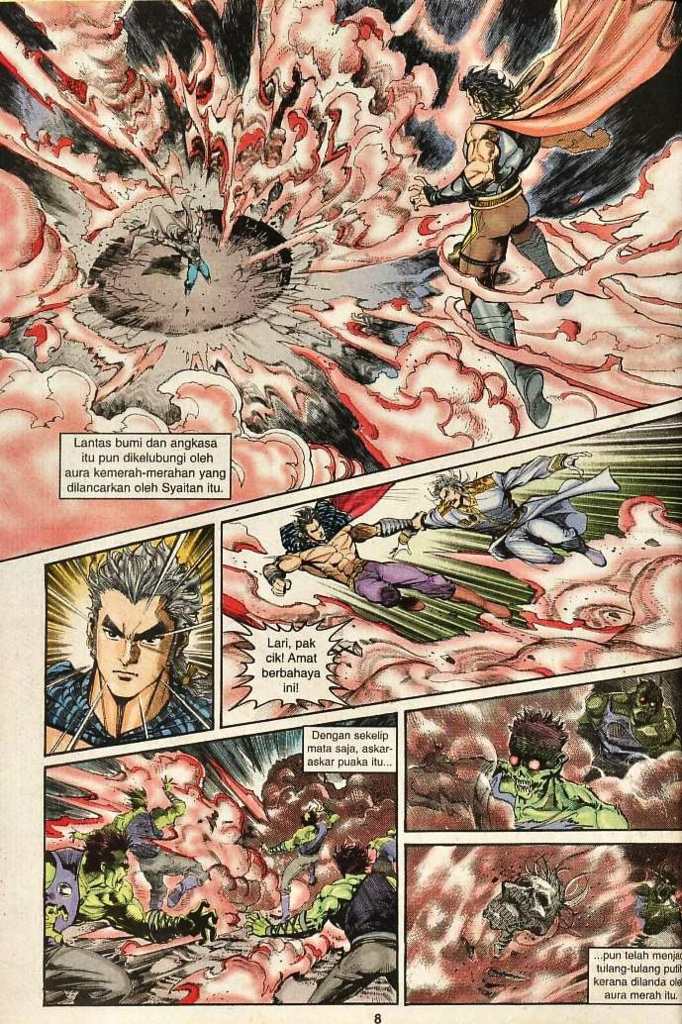 Lantas bumi dan angkasa
itu pun dikelubungi oleh
aura kemerah-merahan yang
dilancarkan oleh Syaitan itu.
Lari, pak
cik! Amat
berbahaya
ini!
Dengan sekelip
mata saja, askar-
askar puaka itu...
...pun telah menja
tulang-tulang puti
kerana dilanda ole
aura merah itu.
8